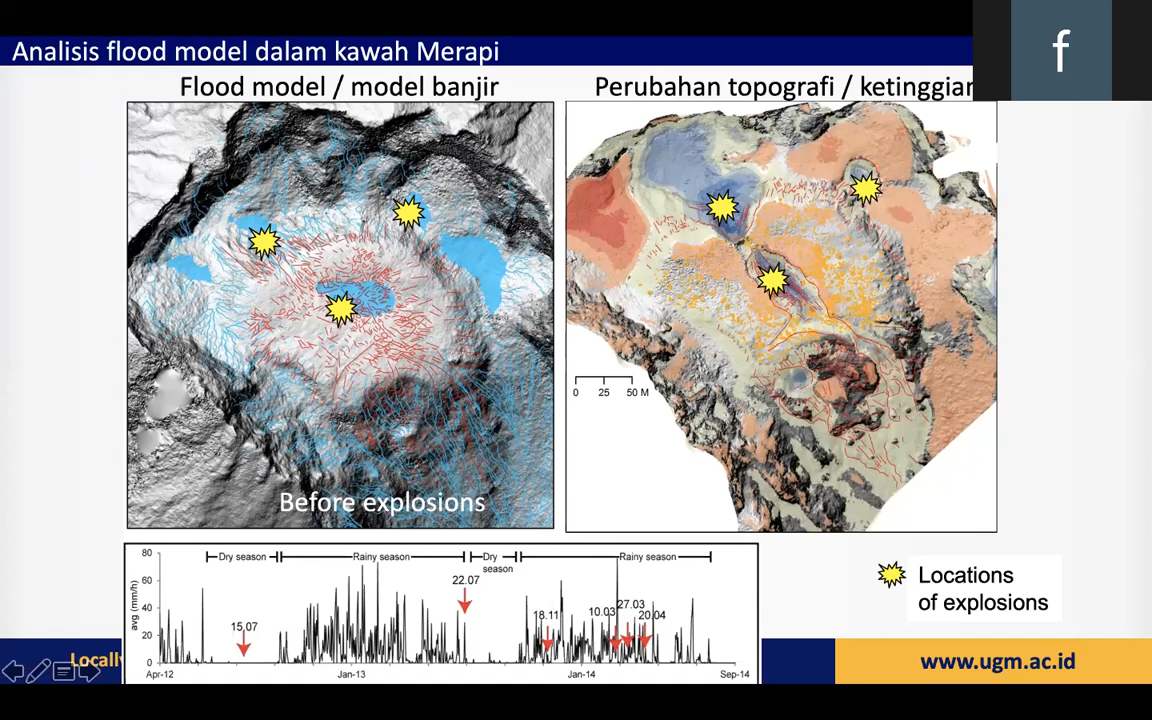 f
Analisis flood model dalam kawah Merapi
Flood model / model banjir
Perubahan topografi / ketinggian
Before explosions
0 25 50 M
avg (mm/h)
80
60
40
20
0
Dry season
Rainy season
Dry season
Rainy season
15.07
22.07
18.11
10.03
27.03
20.04
Apr-12
Jan-13
Jan-14
Sep-14
Locations
of explosions
Locally
www.ugm.ac.id